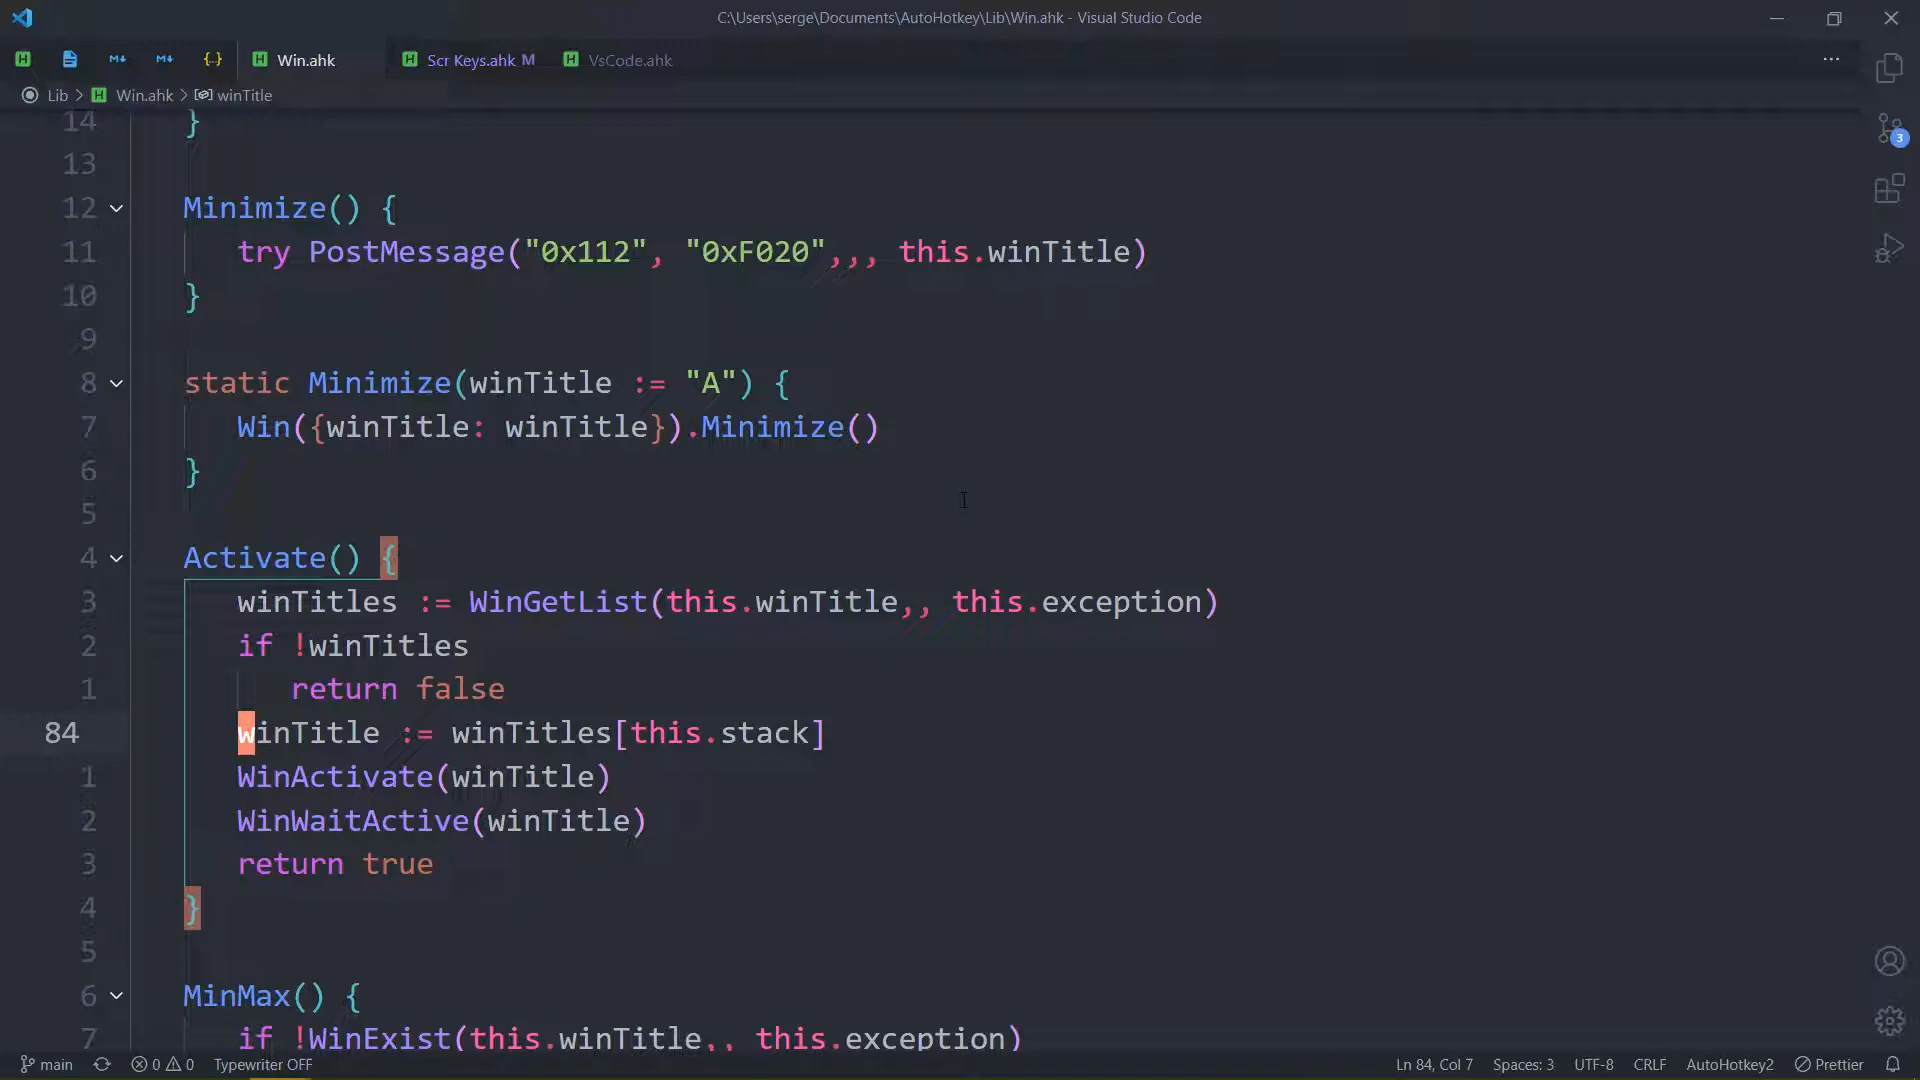 C:\Users\serge\Documents\AutoHotkey\Lib\Win.ahk - Visual Studio Code
Win.ahk
Scr Keys.ahk M
VsCode.ahk
Lib > Win.ahk > winTitle
3
14 }
13
12 Minimize() {
11 try PostMessage("0x112", "0xF020",,, this.winTitle)
10 }
9
8 static Minimize(winTitle := "A") {
7 Win({winTitle: winTitle}).Minimize()
6 }
5
4 Activate() {
3 winTitles := WinGetList(this.winTitle,, this.exception)
2 if !winTitles
1 return false
84 winTitle := winTitles[this.stack]
1 WinActivate(winTitle)
2 WinWaitActive(winTitle)
3 return true
4 }
5
6 MinMax() {
7 if !WinExist(this.winTitle,, this.exception)
main 0 0 Typewriter OFF Ln 84, Col 7 Spaces: 3 UTF-8 CRLF AutoHotkey2 Prettier